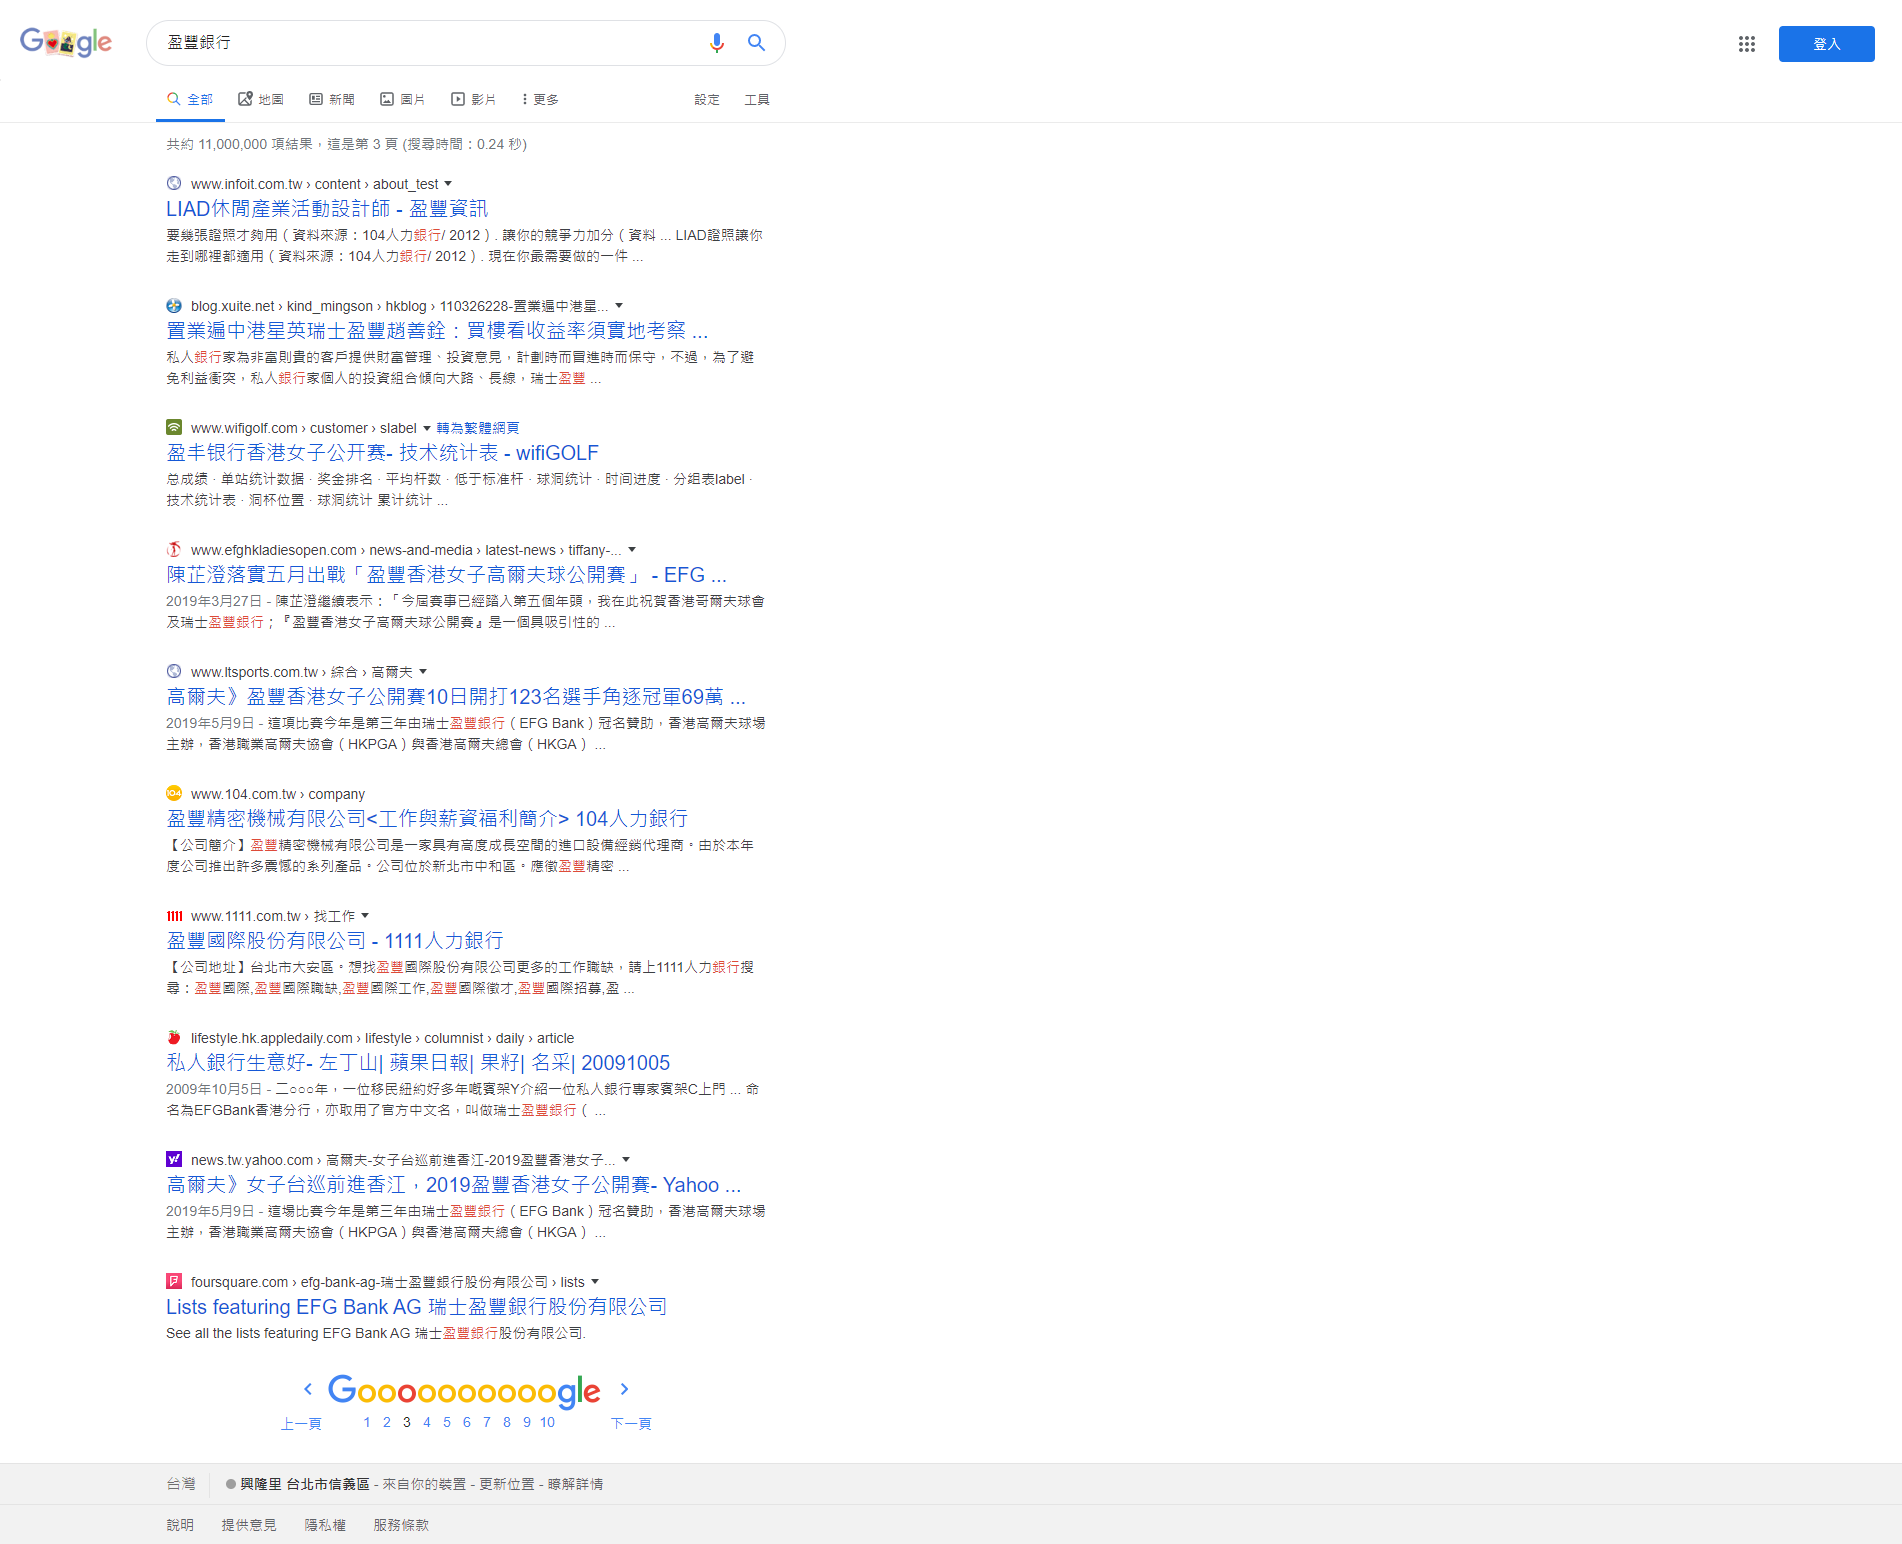 Google
盈豐銀行
登入
全部 地圖 新聞 圖片 影片 更多 設定 工具
共約 11,000,000 項結果，這是第 3 頁 (搜尋時間：0.24 秒)
www.infoit.com.tw › content › about_test
LIAD休閒產業活動設計師 - 盈豐資訊
要幾張證照才夠用（資料來源：104人力銀行/ 2012）. 讓你的競爭力加分（資料 ... LIAD證照讓你
走到哪裡都適用（資料來源：104人力銀行/ 2012）. 現在你最需要做的一件 ...
blog.xuite.net › kind_mingson › hkblog › 110326228-置業遍中港星...
置業遍中港星英瑞士盈豐趙善銓：買樓看收益率須實地考察 ...
私人銀行家為非富則貴的客戶提供財富管理、投資意見，計劃時而冒進時而保守，不過，為了避
免利益衝突，私人銀行家個人的投資組合傾向大路、長線，瑞士盈豐 ...
www.wifigolf.com › customer › slabel 轉為繁體網頁
盈丰银行香港女子公开赛- 技术统计表 - wifiGOLF
总成绩 · 单站统计数据 · 奖金排名 · 平均杆数 · 低于标准杆 · 球洞统计 · 时间进度 · 分组表label ·
技术统计表 · 洞杯位置 · 球洞统计 累计统计 ...
www.efghkladiesopen.com › news-and-media › latest-news › tiffany-...
陳芷澄落實五月出戰「盈豐香港女子高爾夫球公開賽」 - EFG ...
2019年3月27日 - 陳芷澄繼續表示：「今屆賽事已經踏入第五個年頭，我在此祝賀香港哥爾夫球會
及瑞士盈豐銀行；『盈豐香港女子高爾夫球公開賽』是一個具吸引性的 ...
www.ltsports.com.tw › 綜合 › 高爾夫
高爾夫》盈豐香港女子公開賽10日開打123名選手角逐冠軍69萬 ...
2019年5月9日 - 這項比賽今年是第三年由瑞士盈豐銀行（EFG Bank）冠名贊助，香港高爾夫球場
主辦，香港職業高爾夫協會（HKPGA）與香港高爾夫總會（HKGA） ...
www.104.com.tw › company
盈豐精密機械有限公司<工作與薪資福利簡介> 104人力銀行
【公司簡介】盈豐精密機械有限公司是一家具有高度成長空間的進口設備經銷代理商。由於本年
度公司推出許多震憾的系列產品。公司位於新北市中和區。應徵盈豐精密 ...
www.1111.com.tw › 找工作
盈豐國際股份有限公司 - 1111人力銀行
【公司地址】台北市大安區。想找盈豐國際股份有限公司更多的工作職缺，請上1111人力銀行搜
尋：盈豐國際,盈豐國際職缺,盈豐國際工作,盈豐國際徵才,盈豐國際招募,盈 ...
lifestyle.hk.appledaily.com › lifestyle › columnist › daily › article
私人銀行生意好- 左丁山| 蘋果日報| 果籽| 名采| 20091005
2009年10月5日 - 二○○○年，一位移民紐約好多年嘅賓架Y介紹一位私人銀行專家賓架C上門 ... 命
名為EFGBank香港分行，亦取用了官方中文名，叫做瑞士盈豐銀行（ ...
news.tw.yahoo.com › 高爾夫-女子台巡前進香江-2019盈豐香港女子...
高爾夫》女子台巡前進香江，2019盈豐香港女子公開賽- Yahoo ...
2019年5月9日 - 這場比賽今年是第三年由瑞士盈豐銀行（EFG Bank）冠名贊助，香港高爾夫球場
主辦，香港職業高爾夫協會（HKPGA）與香港高爾夫總會（HKGA） ...
foursquare.com › efg-bank-ag-瑞士盈豐銀行股份有限公司 › lists
Lists featuring EFG Bank AG 瑞士盈豐銀行股份有限公司
See all the lists featuring EFG Bank AG 瑞士盈豐銀行股份有限公司.
Goooooooooogle
上一頁 1 2 3 4 5 6 7 8 9 10 下一頁
台灣 興隆里 台北市信義區 - 來自你的裝置 - 更新位置 - 瞭解詳情
說明 提供意見 隱私權 服務條款